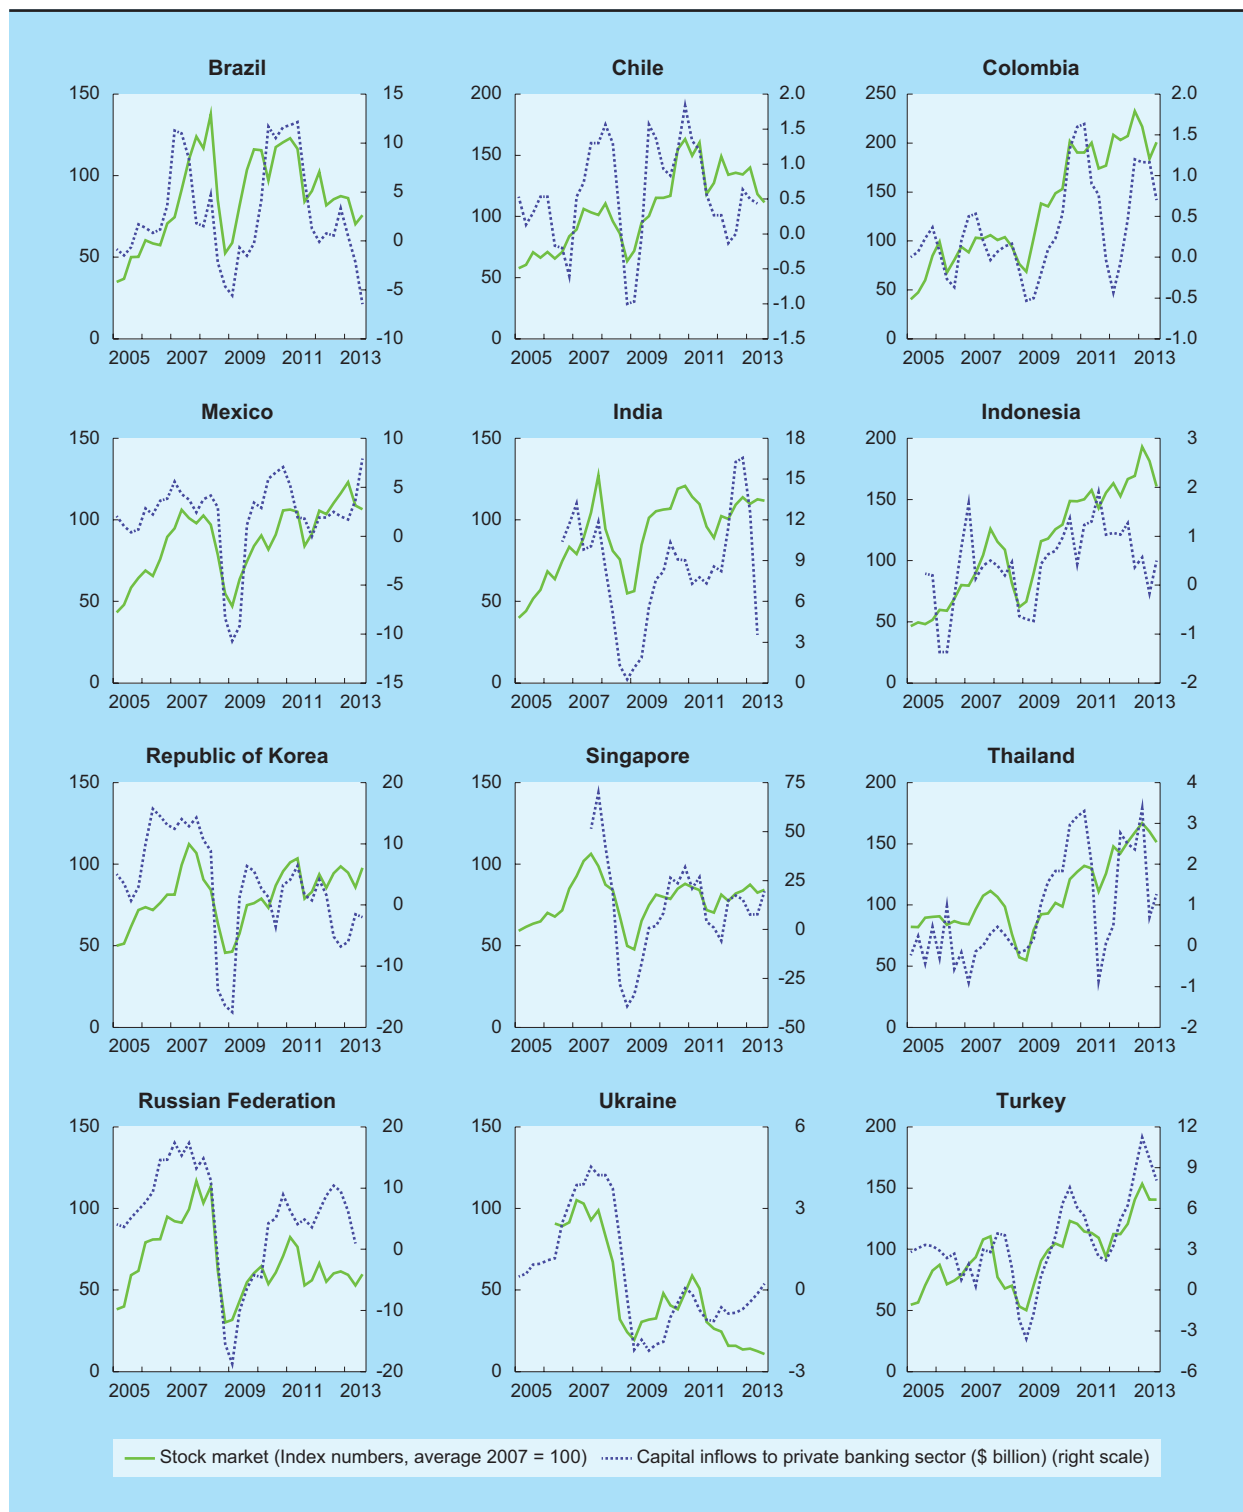 Brazil
Chile
Colombia
150 15 200 2.0 250 2.0
1.5
10 200 1.5
100 150 1.0
5 0.5 150 1.0
100 0.0 0.5
0 100
50 -0.5 0.0
50 -1.0 50 -0.5
-5
0 -10 0 -1.5 0 -1.0
2005 2007 2009 2011 2013 2005 2007 2009 2011 2013 2005 2007 2009 2011 2013
Mexico
India
Indonesia
150 10 150 18 200 3
15
5 2
100 100 12 150
0 9 1
100
-5 6 0
50 50
-10 3 50 -1
0 -15 0 0 0 -2
2005 2007 2009 2011 2013 2005 2007 2009 2011 2013 2005 2007 2009 2011 2013
Republic of Korea
Singapore
Thailand
150 20 150 75 200 4
50 3
10 150
100 100 25 2
0 100 1
0
50 50 0
-10 -25 50 -1
0 -20 0 -50 0 -2
2005 2007 2009 2011 2013 2005 2007 2009 2011 2013 2005 2007 2009 2011 2013
Russian Federation
Ukraine
Turkey
150 20 150 6 200 12
9
10 150
100 100 3 6
0 100 3
50 50 0 0
-10 50 -3
0 -20 0 -3 0 -6
2005 2007 2009 2011 2013 2005 2007 2009 2011 2013 2005 2007 2009 2011 2013
Stock market (Index numbers, average 2007 = 100) Capital inflows to private banking sector ($ billion) (right scale)